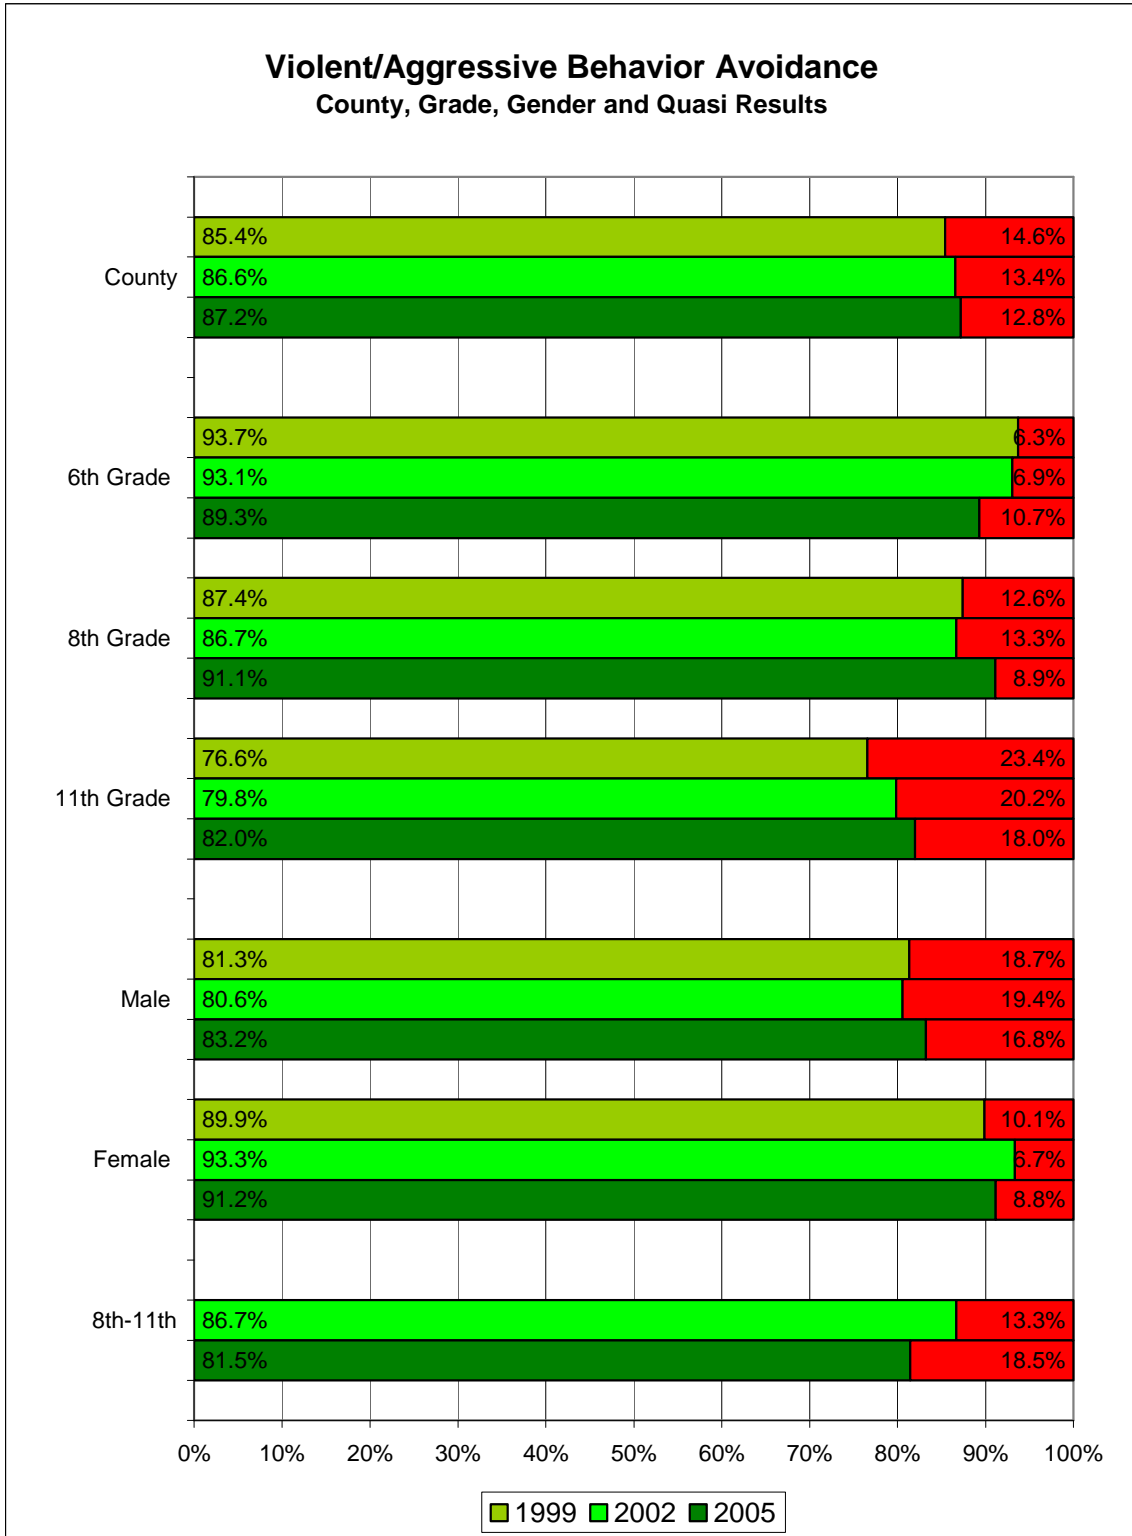 Violent/Aggressive Behavior Avoidance
County, Grade, Gender and Quasi Results
85.4% 14.6%
County 86.6% 13.4%
87.2% 12.8%
93.7% 6.3%
6th Grade 93.1% 6.9%
89.3% 10.7%
87.4% 12.6%
8th Grade 86.7% 13.3%
91.1% 8.9%
76.6% 23.4%
11th Grade 79.8% 20.2%
82.0% 18.0%
81.3% 18.7%
Male 80.6% 19.4%
83.2% 16.8%
89.9% 10.1%
Female 93.3% 6.7%
91.2% 8.8%
8th-11th 86.7% 13.3%
81.5% 18.5%
0% 10% 20% 30% 40% 50% 60% 70% 80% 90% 100%
1999 2002 2005